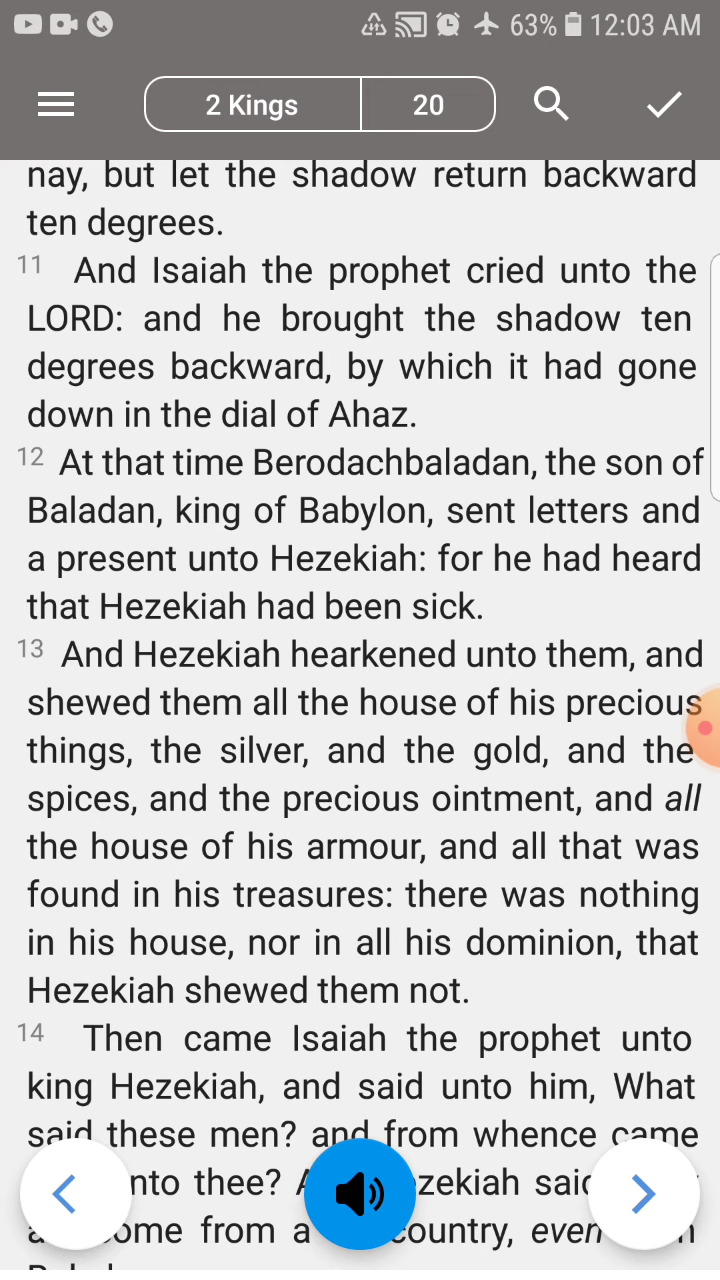 63% 12:03 AM
2 Kings 20
nay, but let the shadow return backward
ten degrees.
11 And Isaiah the prophet cried unto the
LORD: and he brought the shadow ten
degrees backward, by which it had gone
down in the dial of Ahaz.
12 At that time Berodachbaladan, the son of
Baladan, king of Babylon, sent letters and
a present unto Hezekiah: for he had heard
that Hezekiah had been sick.
13 And Hezekiah hearkened unto them, and
shewed them all the house of his precious
things, the silver, and the gold, and the
spices, and the precious ointment, and all
the house of his armour, and all that was
found in his treasures: there was nothing
in his house, nor in all his dominion, that
Hezekiah shewed them not.
14 Then came Isaiah the prophet unto
king Hezekiah, and said unto him, What
said these men? and from whence came
thee?
from a country, even